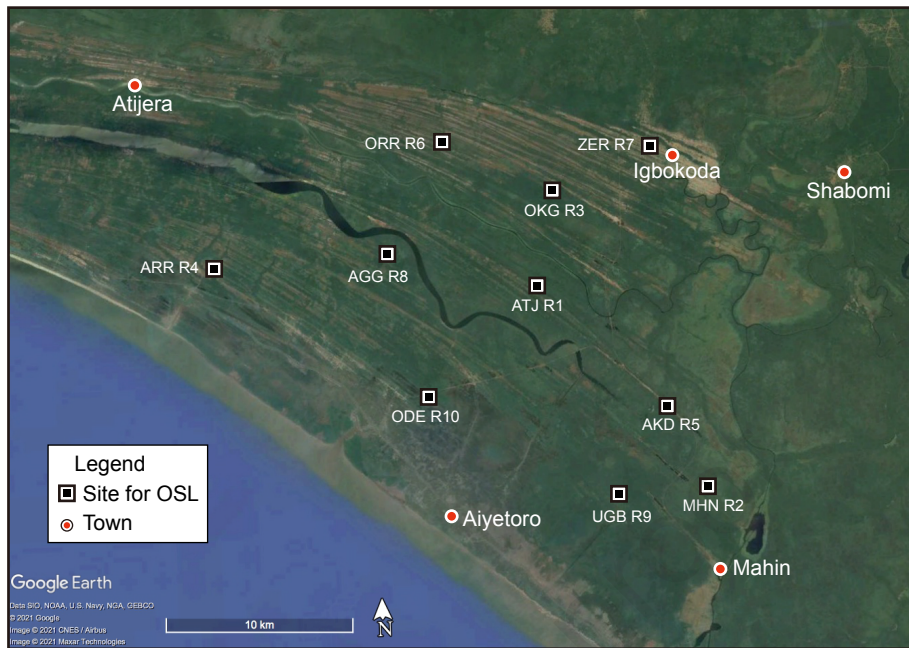 Atijera
ORR R6
ZER R7
Igbokoda
Shabomi
OKG R3
ARR R4
AGG R8
ATJ R1
ODE R10
AKD R5
Legend
Site for OSL
Town
Aiyetoro
UGB R9
MHN R2
Mahin
Google Earth
Data SIO, NOAA, U.S. Navy, NGA, GEBCO
© 2021 Google
Image © 2021 CNES / Airbus
Image © 2021 Maxar Technologies
10 km
N